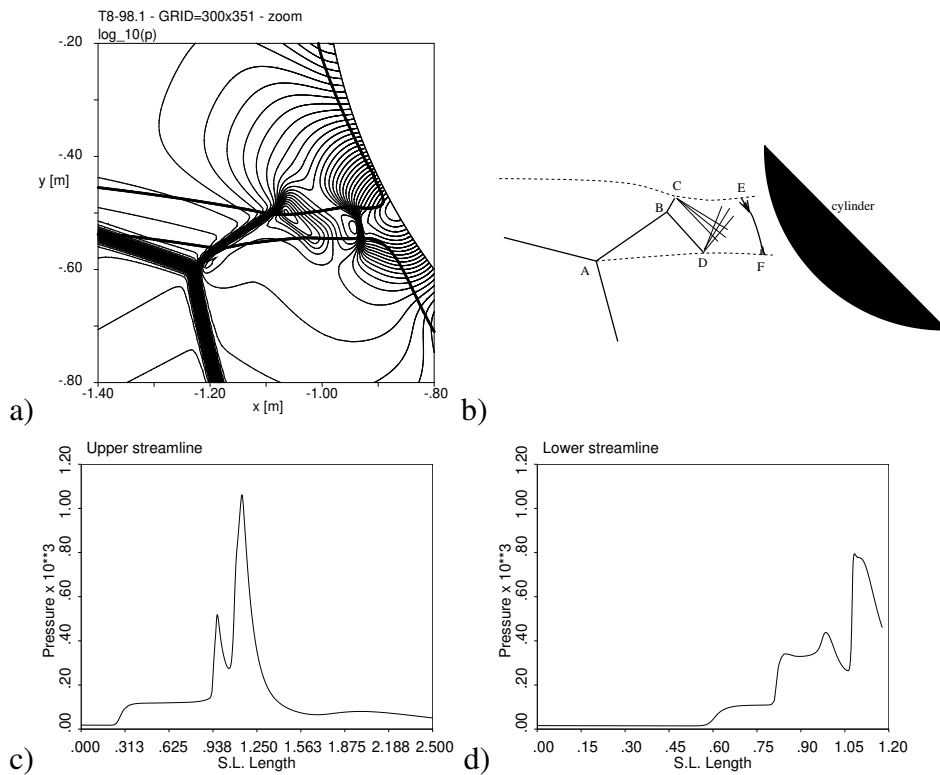 T8-98.1 - GRID=300x351 - zoom
log_10(p)
-.20
-.40
y [m]
-.60
-.80
-1.40
-1.20
-1.00
-.80
x [m]
a)
C
E
B
cylinder
A
D
F
b)
Upper streamline
1.20
1.00
.80
.60
.40
.20
.00
Pressure x 10**3
.000 .313 .625 .938 1.250 1.563 1.875 2.188 2.500
S.L. Length
c)
Lower streamline
1.20
1.00
.80
.60
.40
.20
.00
Pressure x 10**3
.00 .15 .30 .45 .60 .75 .90 1.05 1.20
S.L. Length
d)